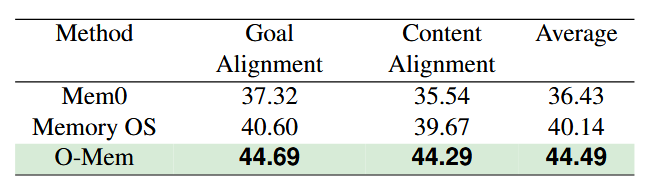 Method Goal Alignment Content Alignment Average
Mem0 37.32 35.54 36.43
Memory OS 40.60 39.67 40.14
O-Mem 44.69 44.29 44.49